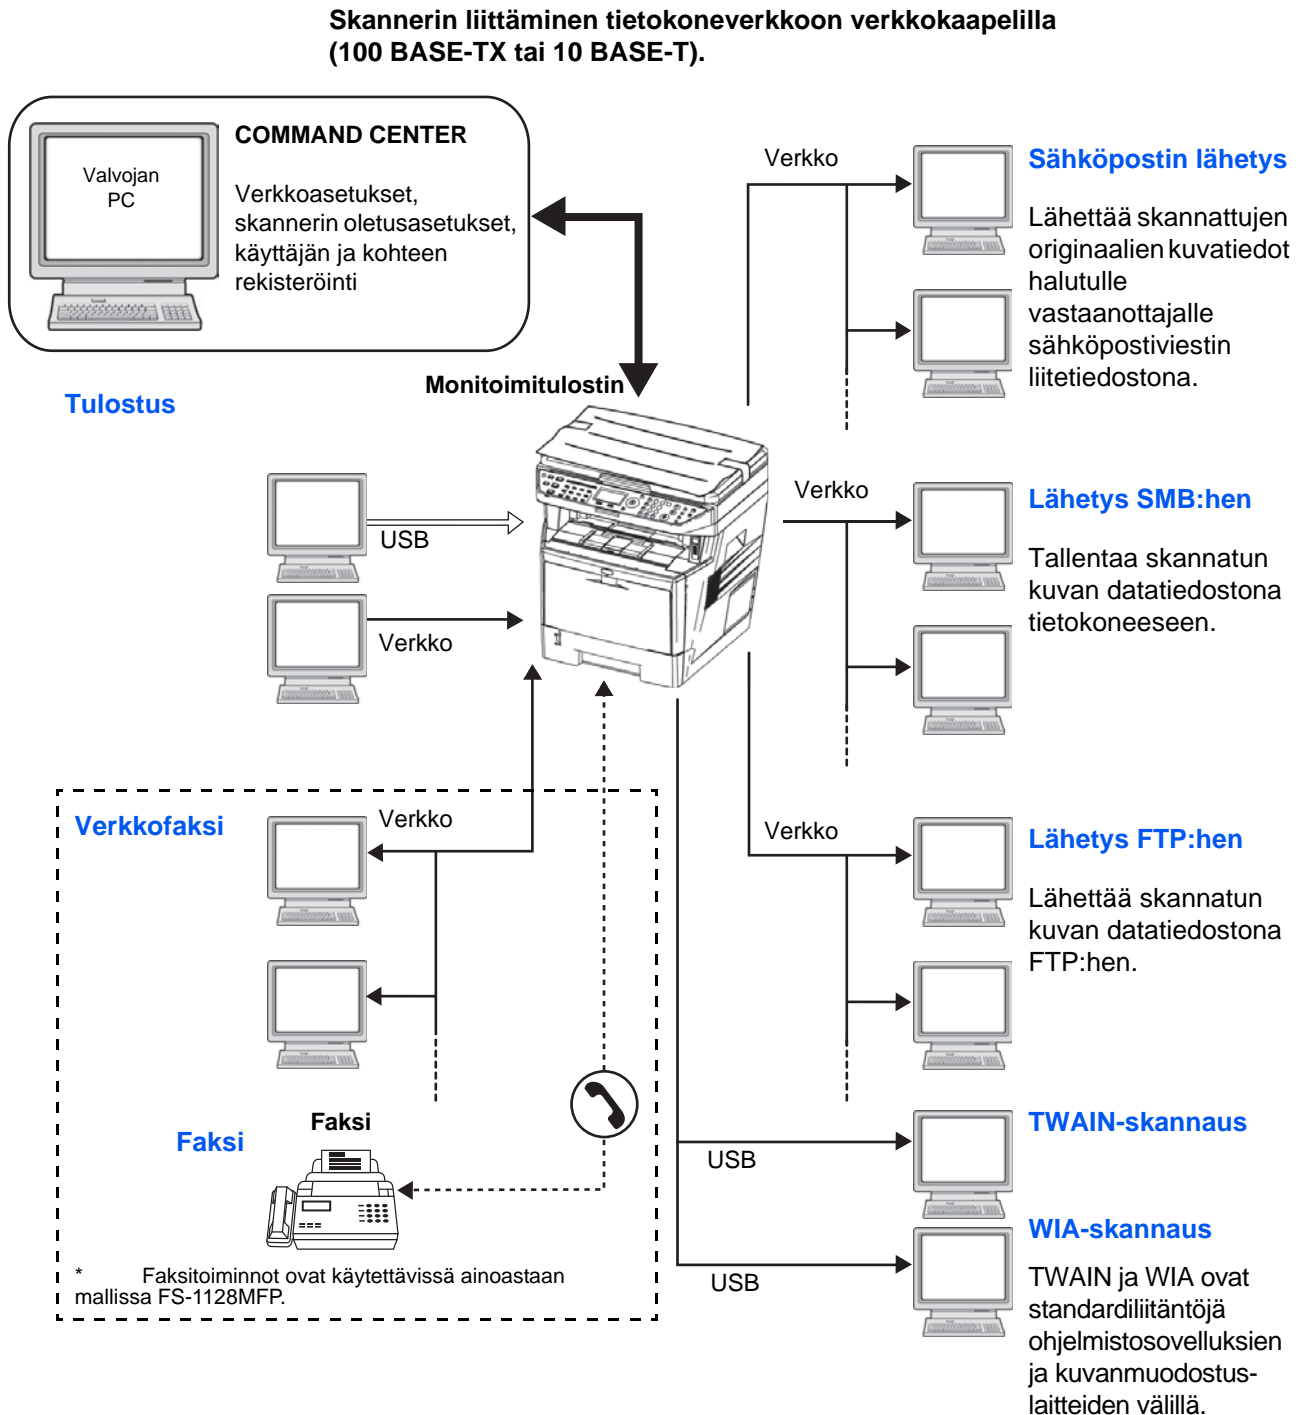 Skannerin liittäminen tietokoneverkkoon verkkokaapelilla
(100 BASE-TX tai 10 BASE-T).
Valvojan
PC
COMMAND CENTER
Verkkoasetukset,
skannerin oletusasetukset,
käyttäjän ja kohteen
rekisteröinti
Verkko
Sähköpostin lähetys
Lähettää skannattujen
originaalien kuvatiedot
halutulle
vastaanottajalle
sähköpostiviestin
liitetiedostona.
Tulostus
Monitoimitulostin
USB
Verkko
Verkko
Lähetys SMB:hen
Tallentaa skannatun
kuvan datatiedostona
tietokoneeseen.
Verkkofaksi
Verkko
Verkko
Lähetys FTP:hen
Lähettää skannatun
kuvan datatiedostona
FTP:hen.
Faksi
Faksi
* Faksitoiminnot ovat käytettävissä ainoastaan
mallissa FS-1128MFP.
USB
TWAIN-skannaus
USB
WIA-skannaus
TWAIN ja WIA ovat
standardiliitäntöjä
ohjelmistosovelluksien
ja kuvanmuodostus-
laitteiden välillä.